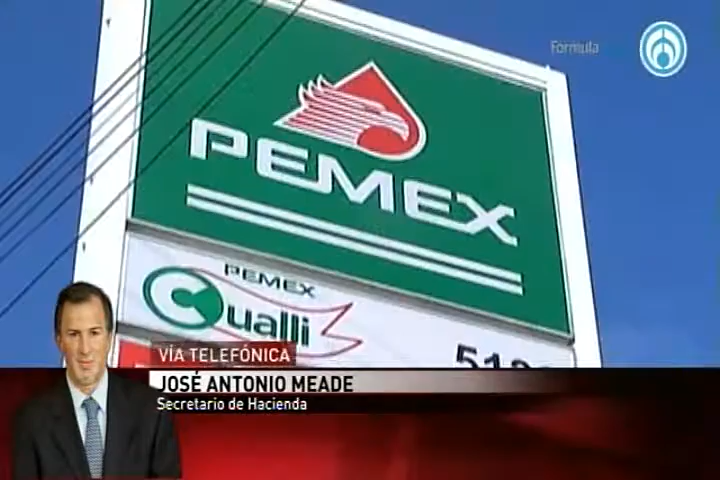 Fórmula
PEMEX
PEMEX
Cualli
VÍA TELEFÓNICA
JOSÉ ANTONIO MEADE
Secretario de Hacienda